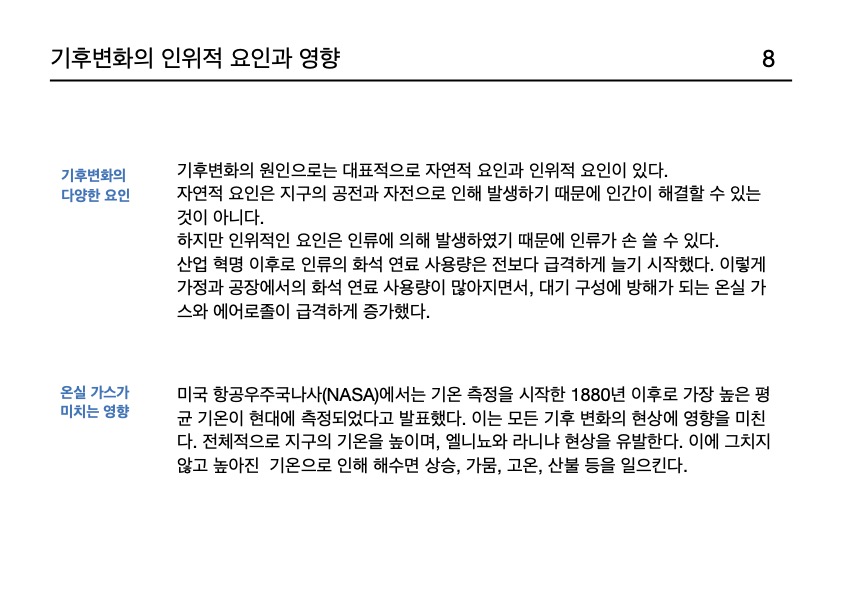 기후변화의 인위적 요인과 영향 8
기후변화의
다양한 요인
기후변화의 원인으로는 대표적으로 자연적 요인과 인위적 요인이 있다.
자연적 요인은 지구의 공전과 자전으로 인해 발생하기 때문에 인간이 해결할 수 있는
것이 아니다.
하지만 인위적인 요인은 인류에 의해 발생하였기 때문에 인류가 손 쓸 수 있다.
산업 혁명 이후로 인류의 화석 연료 사용량은 전보다 급격하게 늘기 시작했다. 이렇게
가정과 공장에서의 화석 연료 사용량이 많아지면서, 대기 구성에 방해가 되는 온실 가
스와 에어로졸이 급격하게 증가했다.
온실 가스가
미치는 영향
미국 항공우주국나사(NASA)에서는 기온 측정을 시작한 1880년 이후로 가장 높은 평
균 기온이 현대에 측정되었다고 발표했다. 이는 모든 기후 변화의 현상에 영향을 미친
다. 전체적으로 지구의 기온을 높이며, 엘니뇨와 라니냐 현상을 유발한다. 이에 그치지
않고 높아진  기온으로 인해 해수면 상승, 가뭄, 고온, 산불 등을 일으킨다.